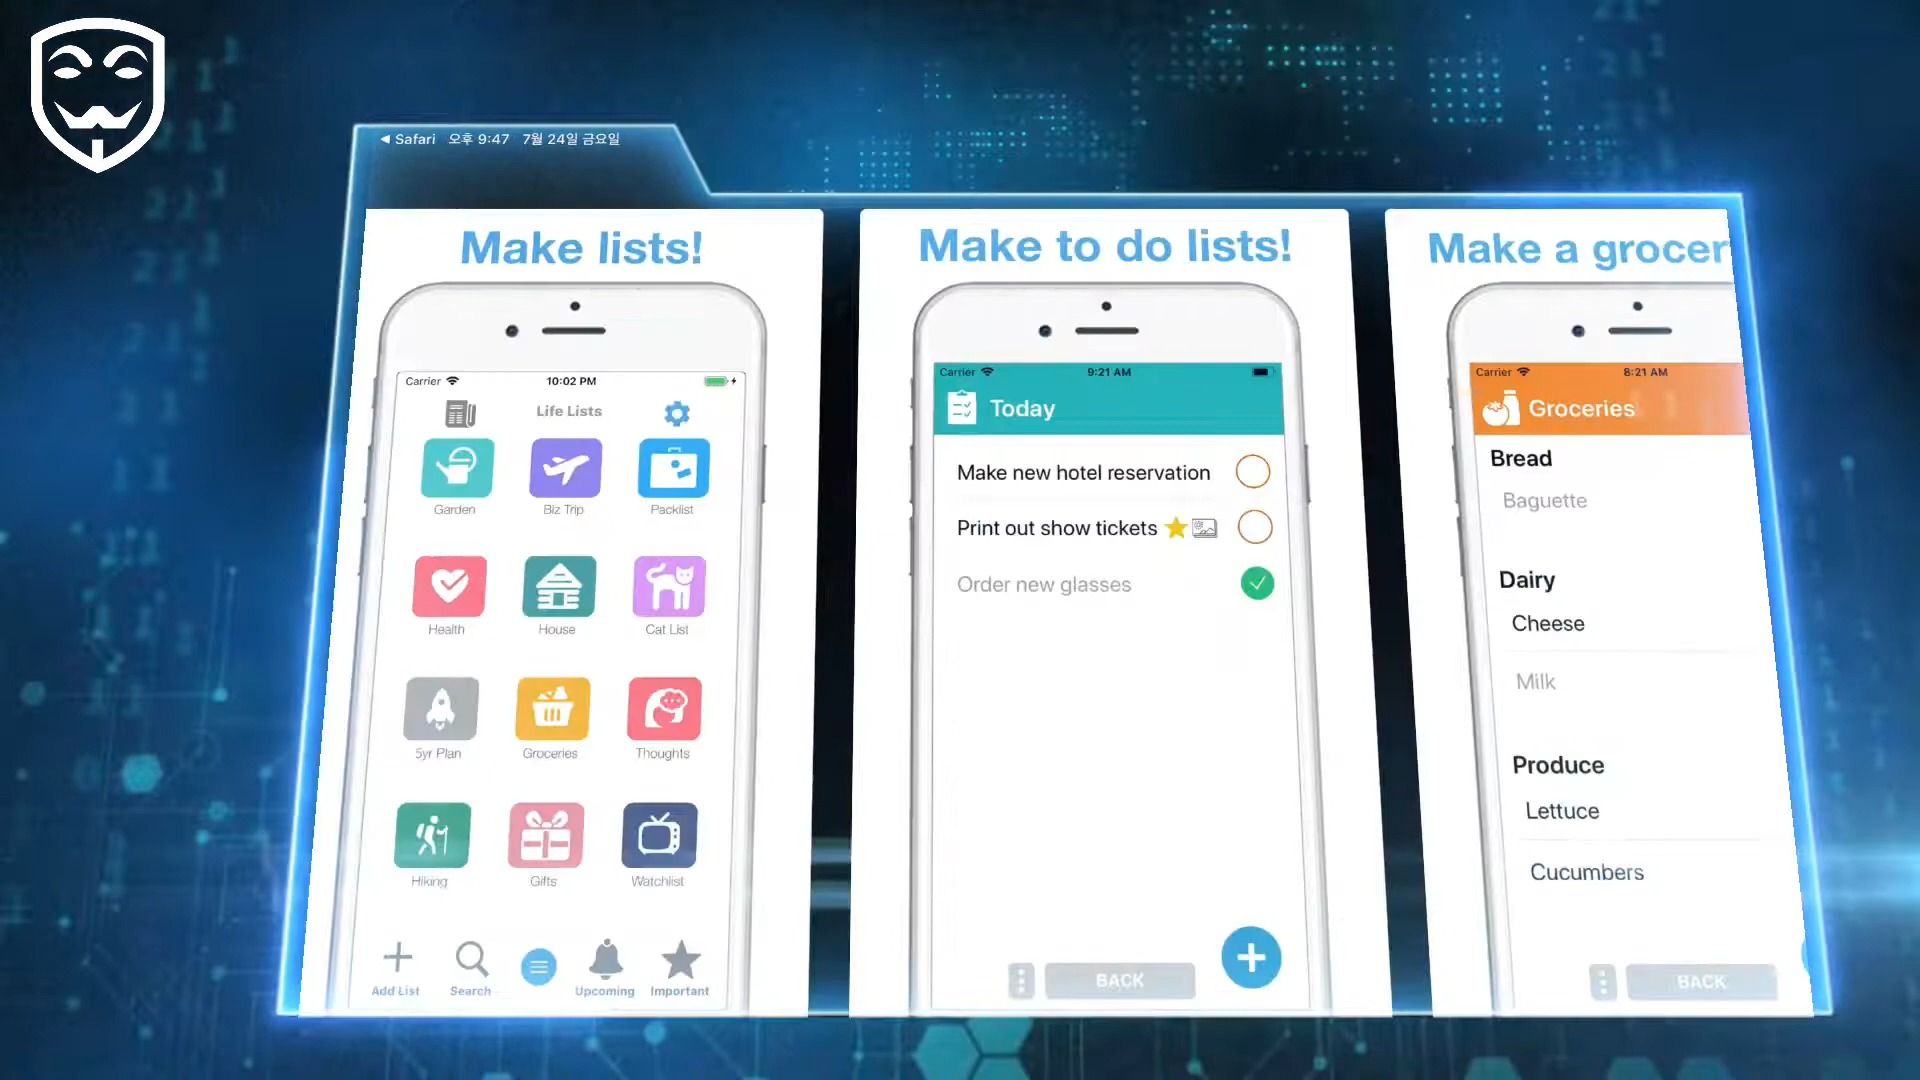 Safari 오후 9:47 7월 24일 금요일
Make lists!
Carrier 10:02 PM
Life Lists
Garden Biz Trip Packlist
Health House Cat List
5yr Plan Groceries Thoughts
Hiking Gifts Watchlist
Add List Search Upcoming Important
Make to do lists!
Carrier 9:21 AM
Today
Make new hotel reservation
Print out show tickets
Order new glasses
BACK
Make a grocer
Carrier 8:21 AM
Groceries
Bread
Baguette
Dairy
Cheese
Milk
Produce
Lettuce
Cucumbers
BACK